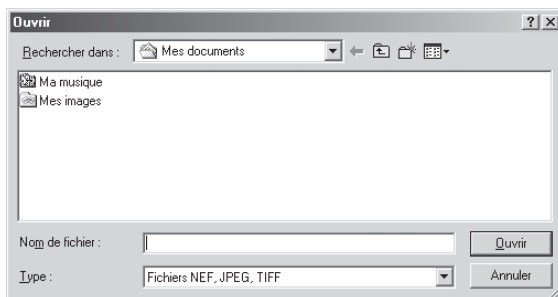 Ouvrir
Rechercher dans : Mes documents
Ma musique
Mes images
Nom de fichier : Ouvrir
Type : Fichiers NEF, JPEG, TIFF Annuler